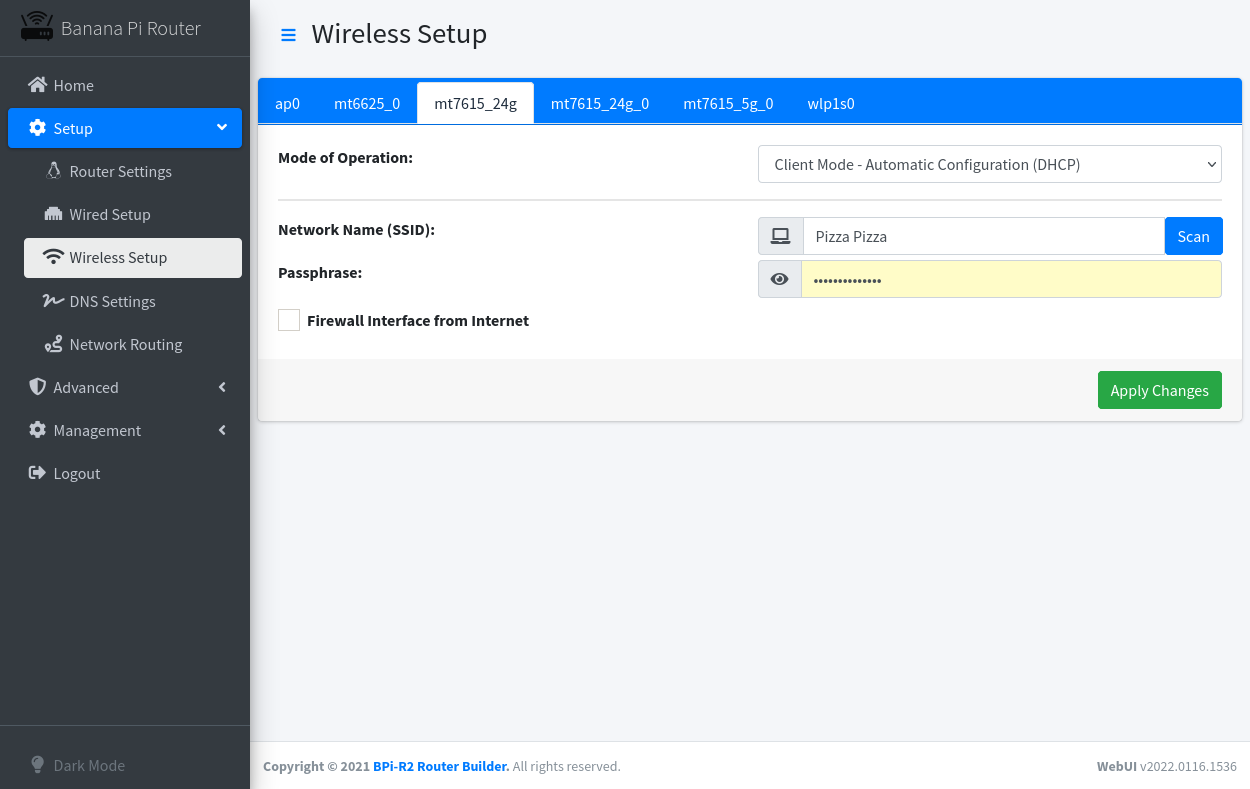 Banana Pi Router
Home
Setup
Router Settings
Wired Setup
Wireless Setup
DNS Settings
Network Routing
Advanced
Management
Logout
Dark Mode
Wireless Setup
ap0 mt6625_0 mt7615_24g mt7615_24g_0 mt7615_5g_0 wlp1s0
Mode of Operation: Client Mode - Automatic Configuration (DHCP)
Network Name (SSID): Pizza Pizza Scan
Passphrase: ••••••••••••••
Firewall Interface from Internet
Apply Changes
Copyright © 2021 BPi-R2 Router Builder. All rights reserved. WebUI v2022.0116.1536